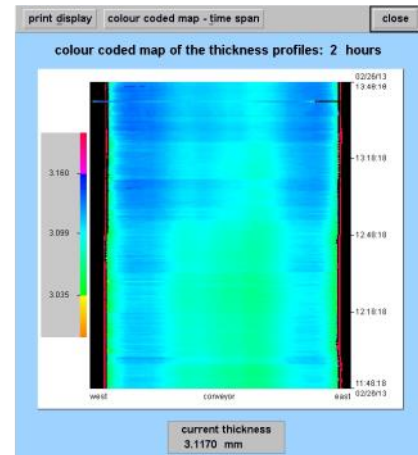 print display
colour coded map - time span
close
colour coded map of the thickness profiles: 2 hours
02/26/13
13:48:18
13:18:18
3.160
12:48:18
3.099
3.035
12:18:18
11:48:18
west
conveyor
east
02/26/13
current thickness
3.1170 mm